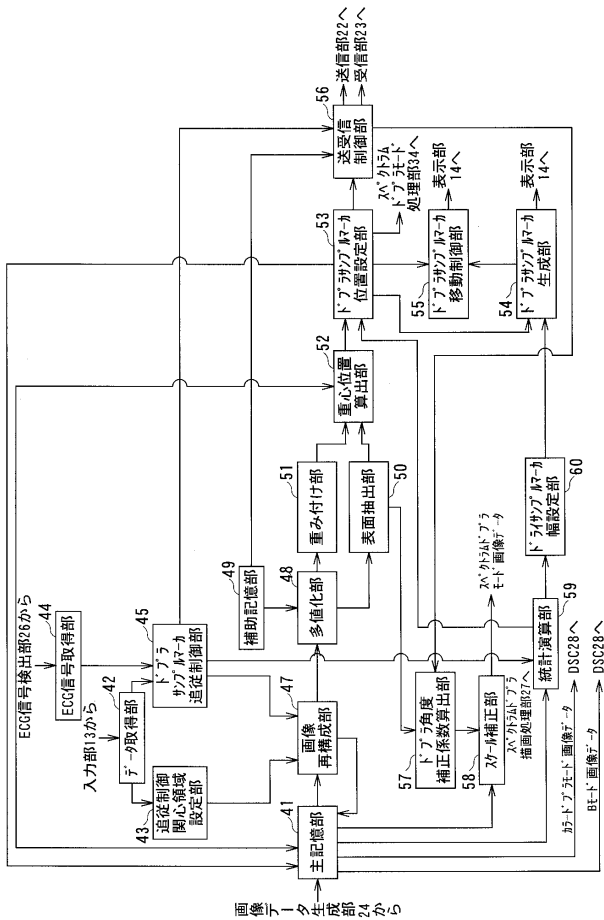 ECG信号検出部26から
44
ECG信号取得部
入力部13から
42
データ取得部
43
追従制御
関心領域
設定部
45
ドプラ
サンプルマーカ
追従制御部
画像データ生成部24から
41
主記憶部
47
画像
再構成部
49
補助記憶部
48
多値化部
51
重み付け部
50
表面抽出部
52
重心位置
算出部
53
ドプラサンプルマーカ
位置設定部
56
送受信
制御部
送信部22へ
受信部23へ
スペクトラム
ドプラモード
処理部34へ
55
ドプラサンプルマーカ
移動制御部
表示部
14へ
54
ドプラサンプルマーカ
生成部
表示部
14へ
57
ドプラ角度
補正係数算出部
58
スケール補正部
スペクトラムドプラ
モード画像データ
スペクトラムドプラ
描画処理部27へ
59
統計演算部
60
ドライサンプルマーカ
幅設定部
カラードプラモード画像データ
DSC28へ
Bモード画像データ
DSC28へ